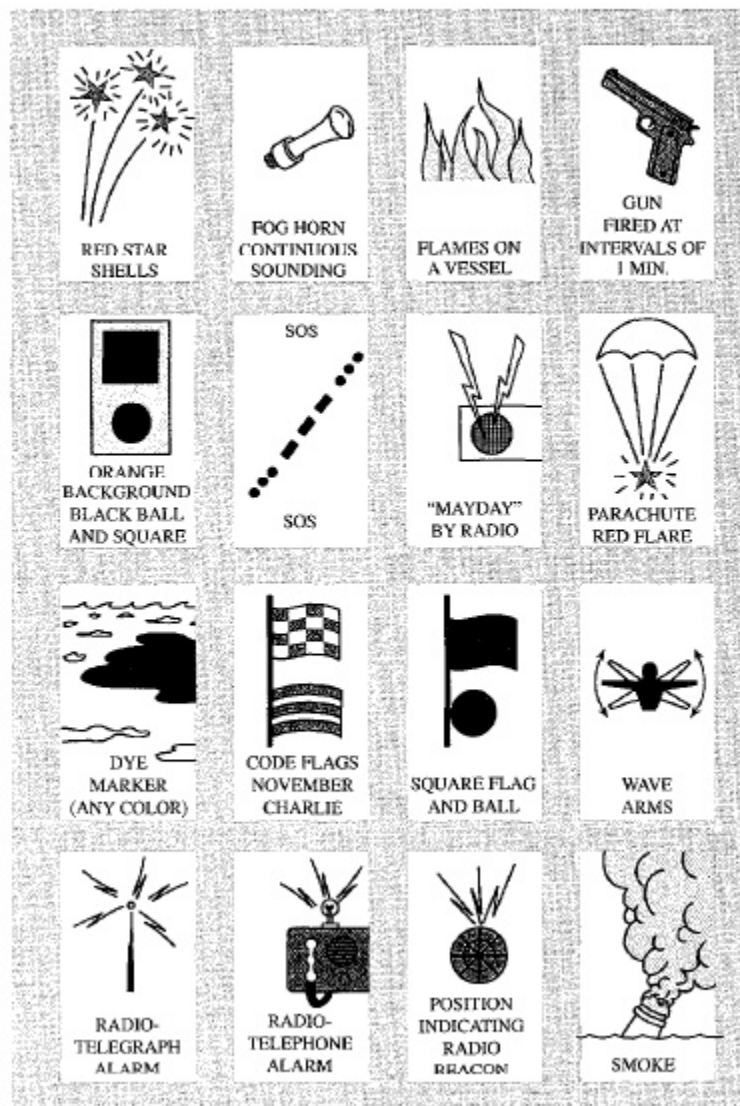 RED STAR
SHELLS
FOG HORN
CONTINUOUS
SOUNDING
FLAMES ON
A VESSEL
GUN
FIRED AT
INTERVALS OF
1 MIN.
ORANGE
BACKGROUND
BLACK BALL
AND SQUARE
SOS
SOS
"MAYDAY"
BY RADIO
PARACHUTE
RED FLARE
DYE
MARKER
(ANY COLOR)
CODE FLAGS
NOVEMBER
CHARLIE
SQUARE FLAG
AND BALL
WAVE
ARMS
RADIO-
TELEGRAPH
ALARM
RADIO-
TELEPHONE
ALARM
POSITION
INDICATING
RADIO
BEACON
SMOKE